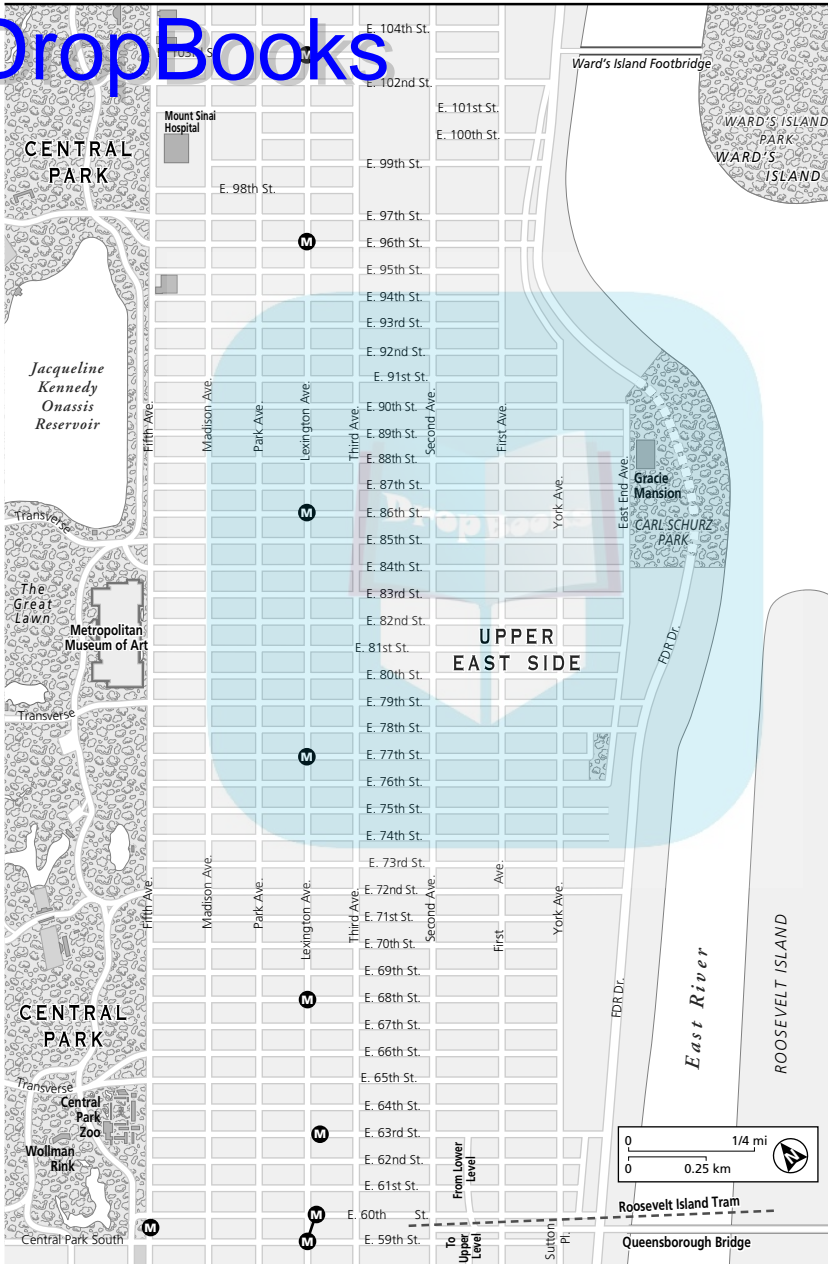 DropBooks
E. 104th St.
E. 103rd St.
M
Ward's Island Footbridge
E. 102nd St.
E. 101st St.
Mount Sinai
Hospital
E. 100th St.
WARD'S ISLAND
PARK
WARD'S
ISLAND
CENTRAL
PARK
E. 99th St.
E. 98th St.
E. 97th St.
M
E. 96th St.
E. 95th St.
E. 94th St.
E. 93rd St.
E. 92nd St.
Jacqueline
Kennedy
Onassis
Reservoir
E. 91st St.
Fifth Ave.
Madison Ave.
Park Ave.
Lexington Ave.
Third Ave.
Second Ave.
First Ave.
E. 90th St.
E. 89th St.
E. 88th St.
E. 87th St.
York Ave.
East End Ave.
Gracie
Mansion
M
E. 86th St.
DropBooks
CARL SCHURZ
PARK
Transverse
E. 85th St.
E. 84th St.
E. 83rd St.
The
Great
Lawn
E. 82nd St.
Metropolitan
Museum of Art
UPPER
EAST SIDE
E. 81st St.
FDR Dr.
E. 80th St.
E. 79th St.
Transverse
E. 78th St.
M
E. 77th St.
E. 76th St.
E. 75th St.
E. 74th St.
E. 73rd St.
E. 72nd St.
Fifth Ave.
Madison Ave.
Park Ave.
Lexington Ave.
Third Ave.
Second Ave.
First Ave.
York Ave.
E. 71st St.
E. 70th St.
E. 69th St.
M
E. 68th St.
FDR Dr.
East River
ROOSEVELT ISLAND
CENTRAL
PARK
E. 67th St.
E. 66th St.
E. 65th St.
Transverse
Central
Park
Zoo
E. 64th St.
M
E. 63rd St.
Wollman
Rink
E. 62nd St.
From Lower
Level
0 1/4 mi
0 0.25 km
N
E. 61st St.
M
E. 60th St.
Roosevelt Island Tram
M
Central Park South
M
E. 59th St.
To
Upper
Level
Sutton
Pl.
Queensborough Bridge